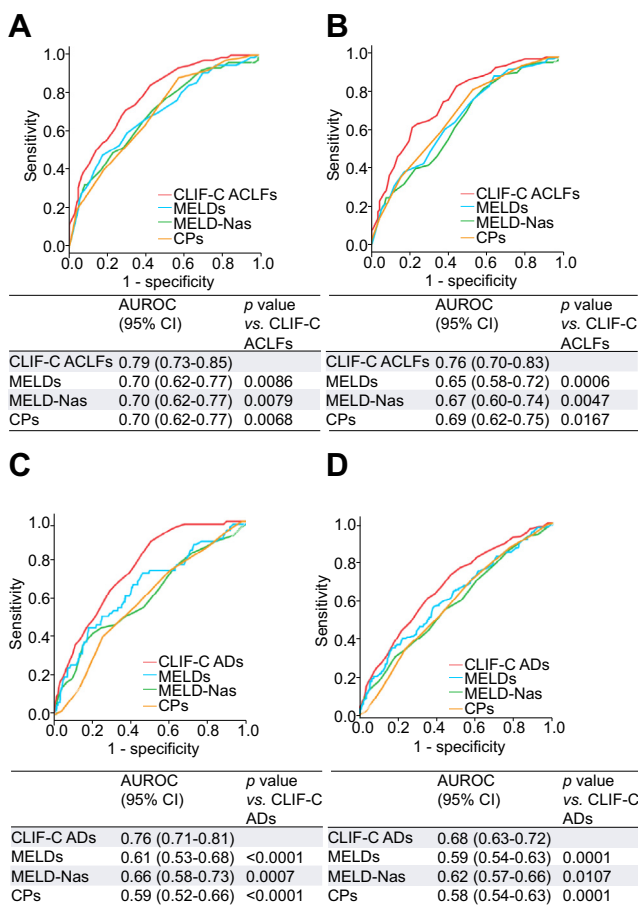 A
1.0
0.8
0.6
0.4
0.2
0.0
Sensitivity
CLIF-C ACLFs
MELDs
MELD-Nas
CPs
0.0 0.2 0.4 0.6 0.8 1.0
1 - specificity
AUROC (95% CI) p value vs. CLIF-C ACLFs
CLIF-C ACLFs 0.79 (0.73-0.85)
MELDs 0.70 (0.62-0.77) 0.0086
MELD-Nas 0.70 (0.62-0.77) 0.0079
CPs 0.70 (0.62-0.77) 0.0068
B
1.0
0.8
0.6
0.4
0.2
0.0
Sensitivity
CLIF-C ACLFs
MELDs
MELD-Nas
CPs
0.0 0.2 0.4 0.6 0.8 1.0
1 - specificity
AUROC (95% CI) p value vs. CLIF-C ACLFs
CLIF-C ACLFs 0.76 (0.70-0.83)
MELDs 0.65 (0.58-0.72) 0.0006
MELD-Nas 0.67 (0.60-0.74) 0.0047
CPs 0.69 (0.62-0.75) 0.0167
C
1.0
0.8
0.6
0.4
0.2
0.0
Sensitivity
CLIF-C ADs
MELDs
MELD-Nas
CPs
0.0 0.2 0.4 0.6 0.8 1.0
1 - specificity
AUROC (95% CI) p value vs. CLIF-C ADs
CLIF-C ADs 0.76 (0.71-0.81)
MELDs 0.61 (0.53-0.68) <0.0001
MELD-Nas 0.66 (0.58-0.73) 0.0007
CPs 0.59 (0.52-0.66) <0.0001
D
1.0
0.8
0.6
0.4
0.2
0.0
Sensitivity
CLIF-C ADs
MELDs
MELD-Nas
CPs
0.0 0.2 0.4 0.6 0.8 1.0
1 - specificity
AUROC (95% CI) p value vs. CLIF-C ADs
CLIF-C ADs 0.68 (0.63-0.72)
MELDs 0.59 (0.54-0.63) 0.0001
MELD-Nas 0.62 (0.57-0.66) 0.0107
CPs 0.58 (0.54-0.63) 0.0001